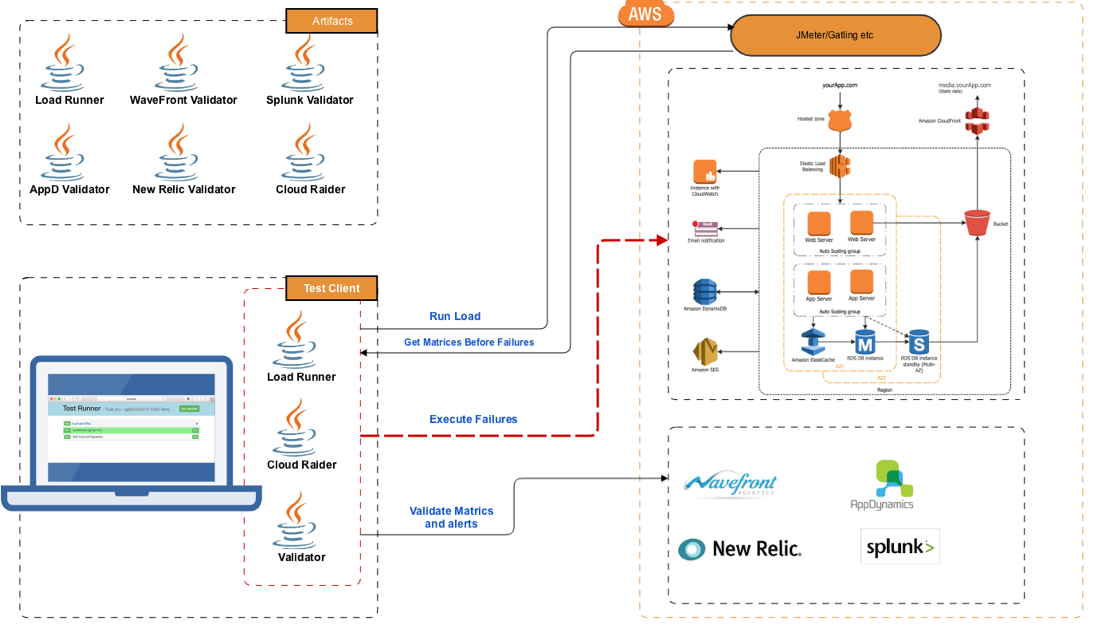 Artifacts
Load Runner
WaveFront Validator
Splunk Validator
AppD Validator
New Relic Validator
Cloud Raider
AWS
JMeter/Gatling etc
Test Client
Load Runner
Cloud Raider
Validator
Test Runner
Run Load
Get Matrices Before Failures
Execute Failures
Validate Matrics
and alerts
yourApp.com
media.yourApp.com
(Static data)
Hosted zone
Amazon CloudFront
Elastic Load
Balancing
Instance with
CloudWatch
Email notification
Amazon DynamoDB
Amazon SES
Web Server
Web Server
Auto Scaling group
Bucket
App Server
App Server
Auto Scaling group
Amazon ElastiCache
M
RDS DB instance
S
RDS DB instance
standby (Multi-
AZ)
AZ1
AZ2
Region
Wavefront
AQUATICS
AppDynamics
New Relic.
splunk>